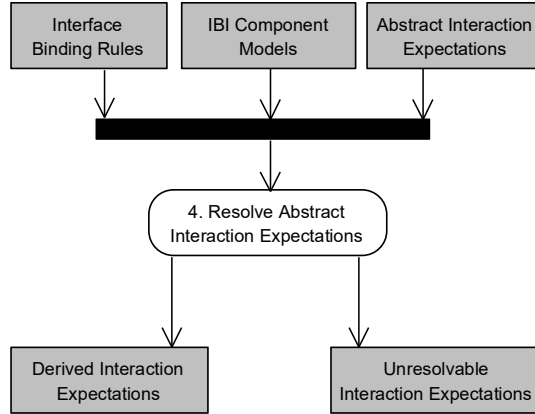 Interface
Binding Rules
IBI Component
Models
Abstract Interaction
Expectations
4. Resolve Abstract
Interaction Expectations
Derived Interaction
Expectations
Unresolvable
Interaction Expectations